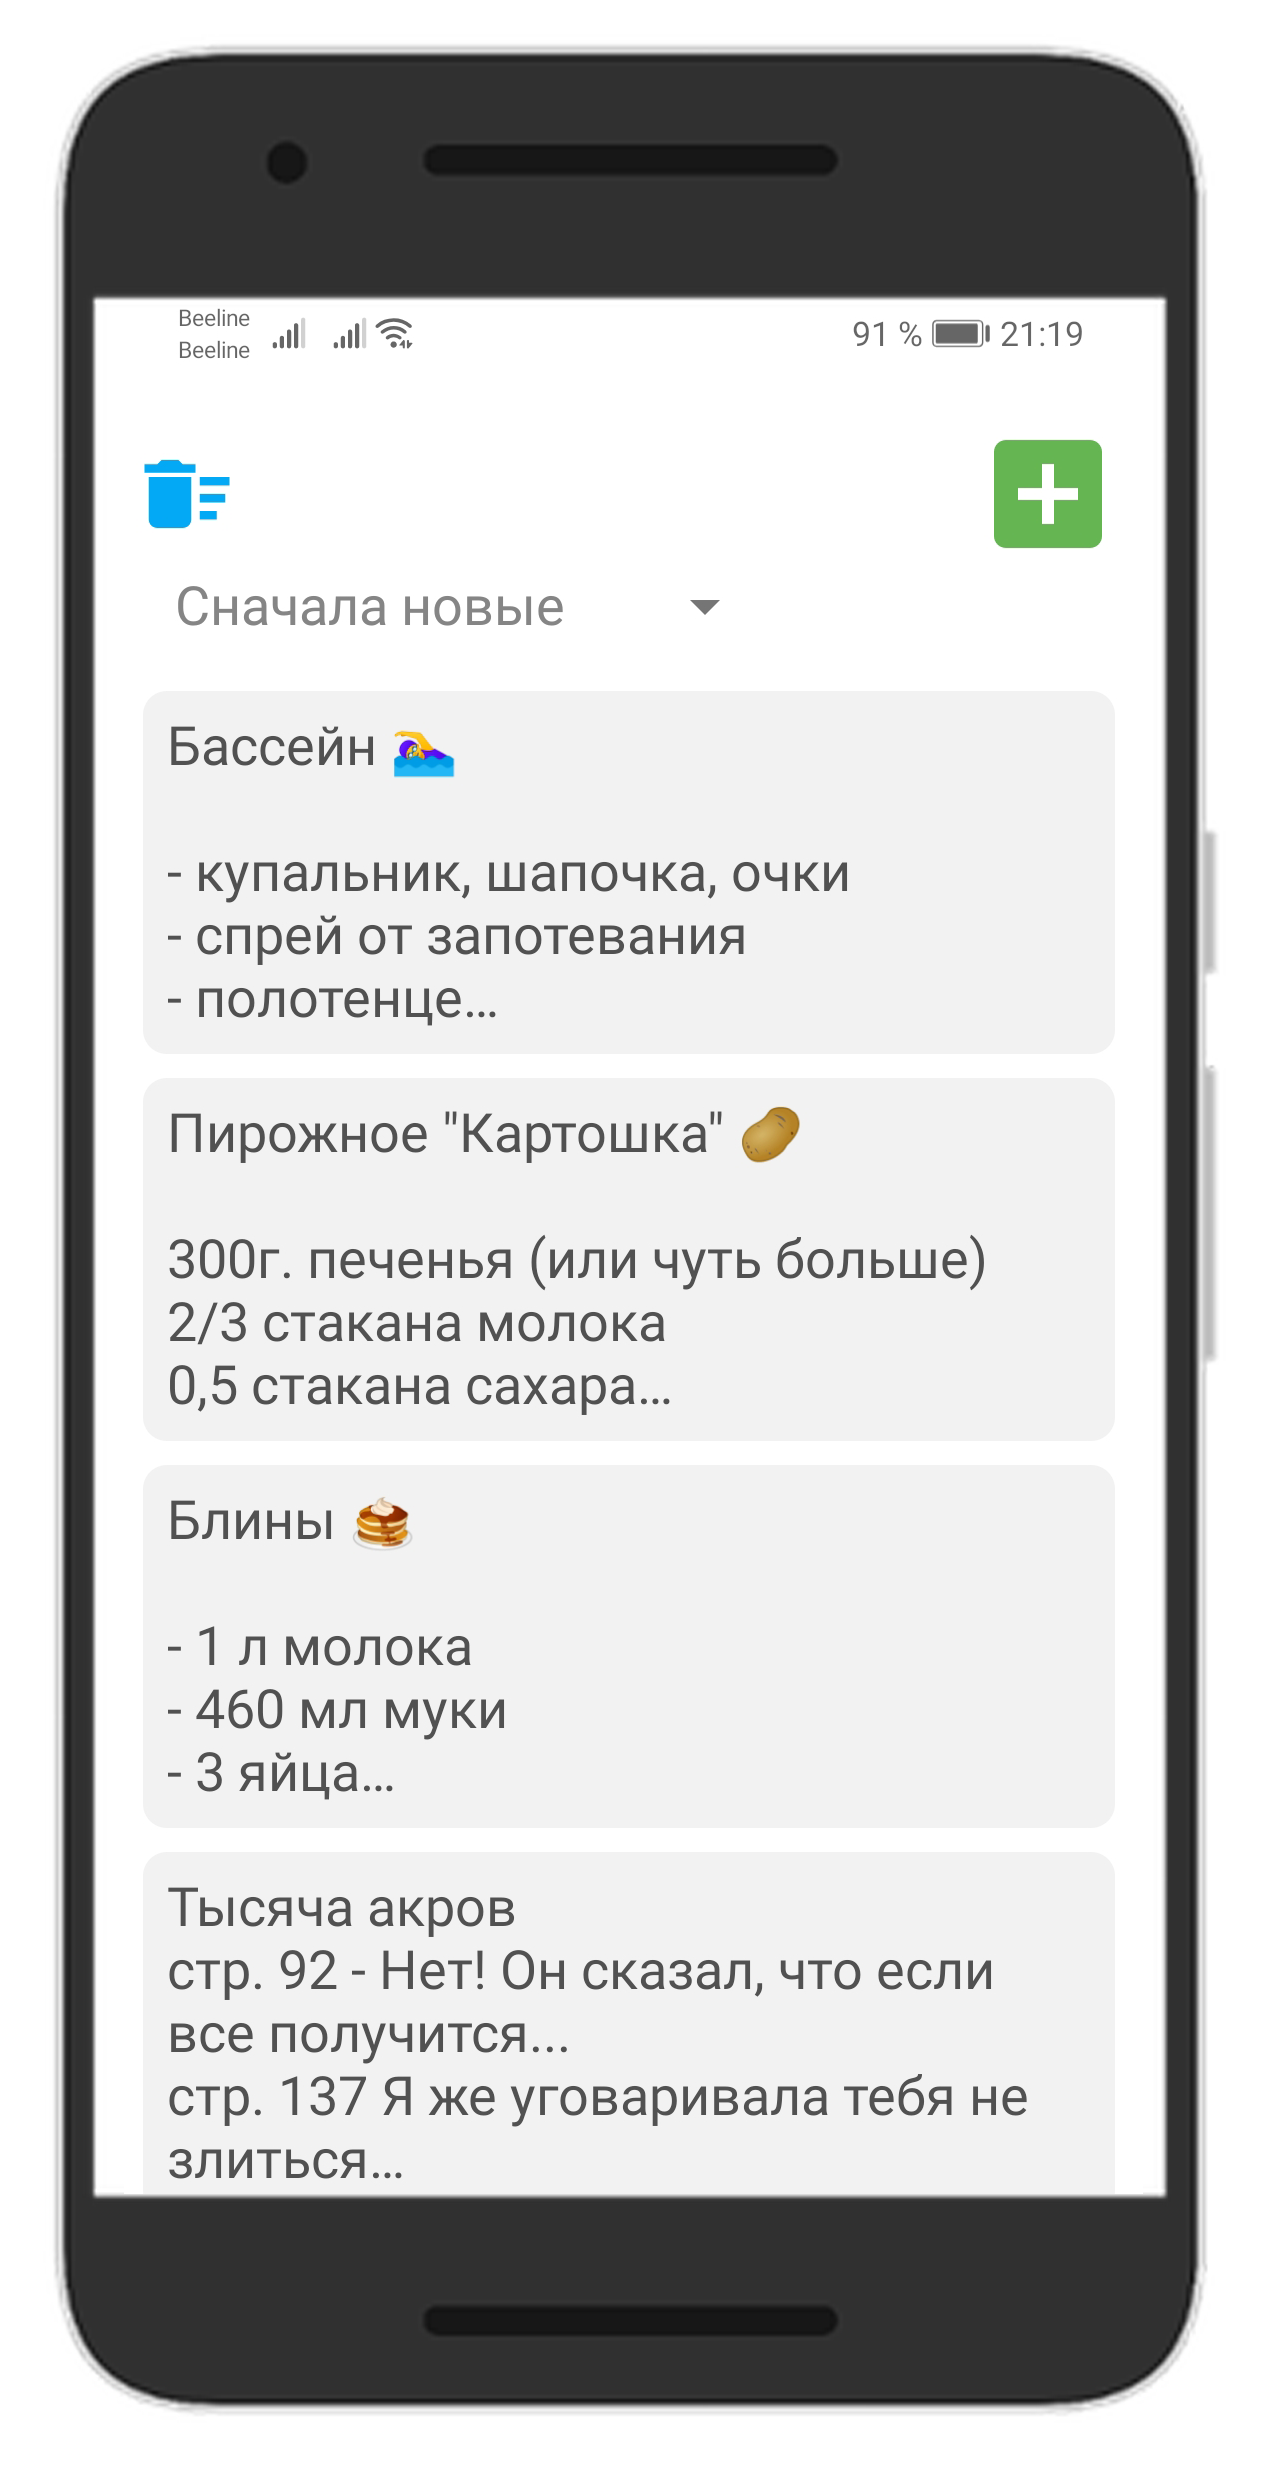 Beeline
Beeline
91 % 21:19
Сначала новые
Бассейн 🏊‍♀️
- купальник, шапочка, очки
- спрей от запотевания
- полотенце…
Пирожное "Картошка" 🥔
300г. печенья (или чуть больше)
2/3 стакана молока
0,5 стакана сахара…
Блины 🥞
- 1 л молока
- 460 мл муки
- 3 яйца…
Тысяча акров
стр. 92 - Нет! Он сказал, что если
все получится...
стр. 137 Я же уговаривала тебя не
злиться…